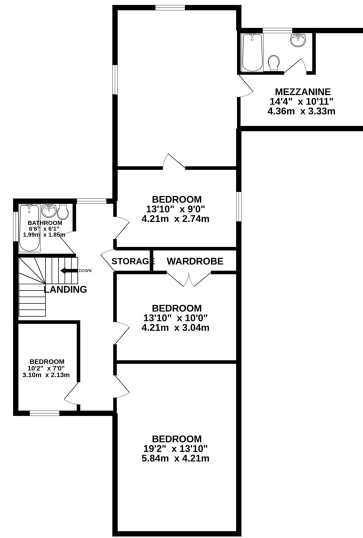 MEZZANINE
14'4" x 10'11"
4.36m x 3.33m
BEDROOM
13'10" x 9'0"
4.21m x 2.74m
BATHROOM
6'6" x 6'1"
1.99m x 1.85m
STORAGE
WARDROBE
DOWN
LANDING
BEDROOM
13'10" x 10'0"
4.21m x 3.04m
BEDROOM
10'2" x 7'0"
3.10m x 2.13m
BEDROOM
19'2" x 13'10"
5.84m x 4.21m